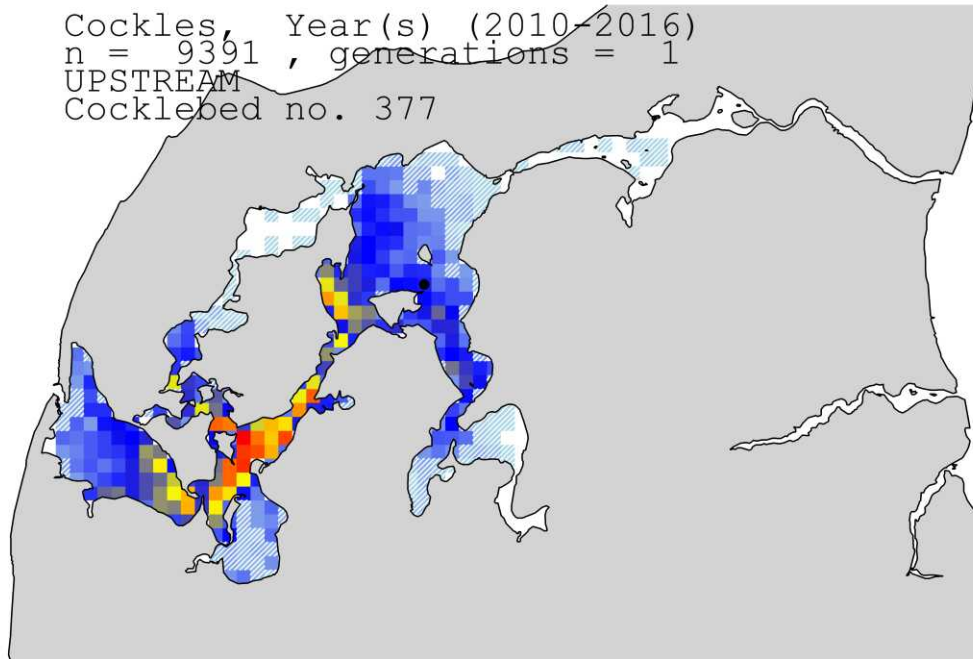 Cockles,  Year(s) (2010-2016)
n =  9391 , generations =  1
UPSTREAM
Cocklebed no. 377